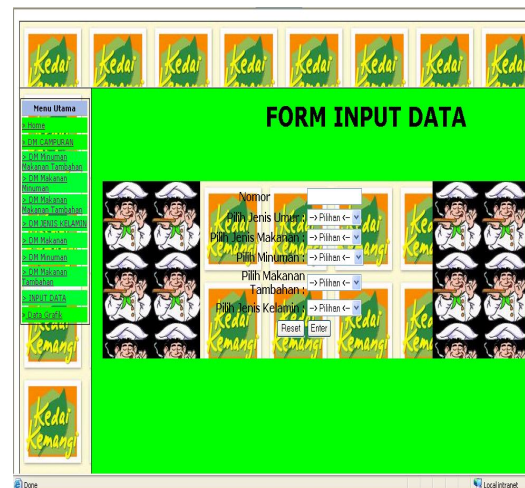 Kedai Kedai Kedai Kedai Kedai Kedai Kedai Kedai
FORM INPUT DATA
Menu Utama
> Home
> DM CAMPURAN
> DM Minuman
Makanan Tambahan
> DM Makanan
Minuman
> DM Makanan
Makanan Tambahan
> DM JENIS KELAMIN
> DM Makanan
> DM Minuman
> DM Makanan
Tambahan
> INPUT DATA
> Data Grafik
Kemangi
Kedai
Kemangi
Nomor
Pilih Jenis Umur : -> Pilihan <-
Pilih Jenis Makanan : -> Pilihan <-
Pilih Minuman : -> Pilihan <-
Pilih Makanan
Tambahan : -> Pilihan <-
Pilih Jenis Kelamin : -> Pilihan <-
Reset Enter
Kemangi Kemangi Kemangi
Done Local intranet